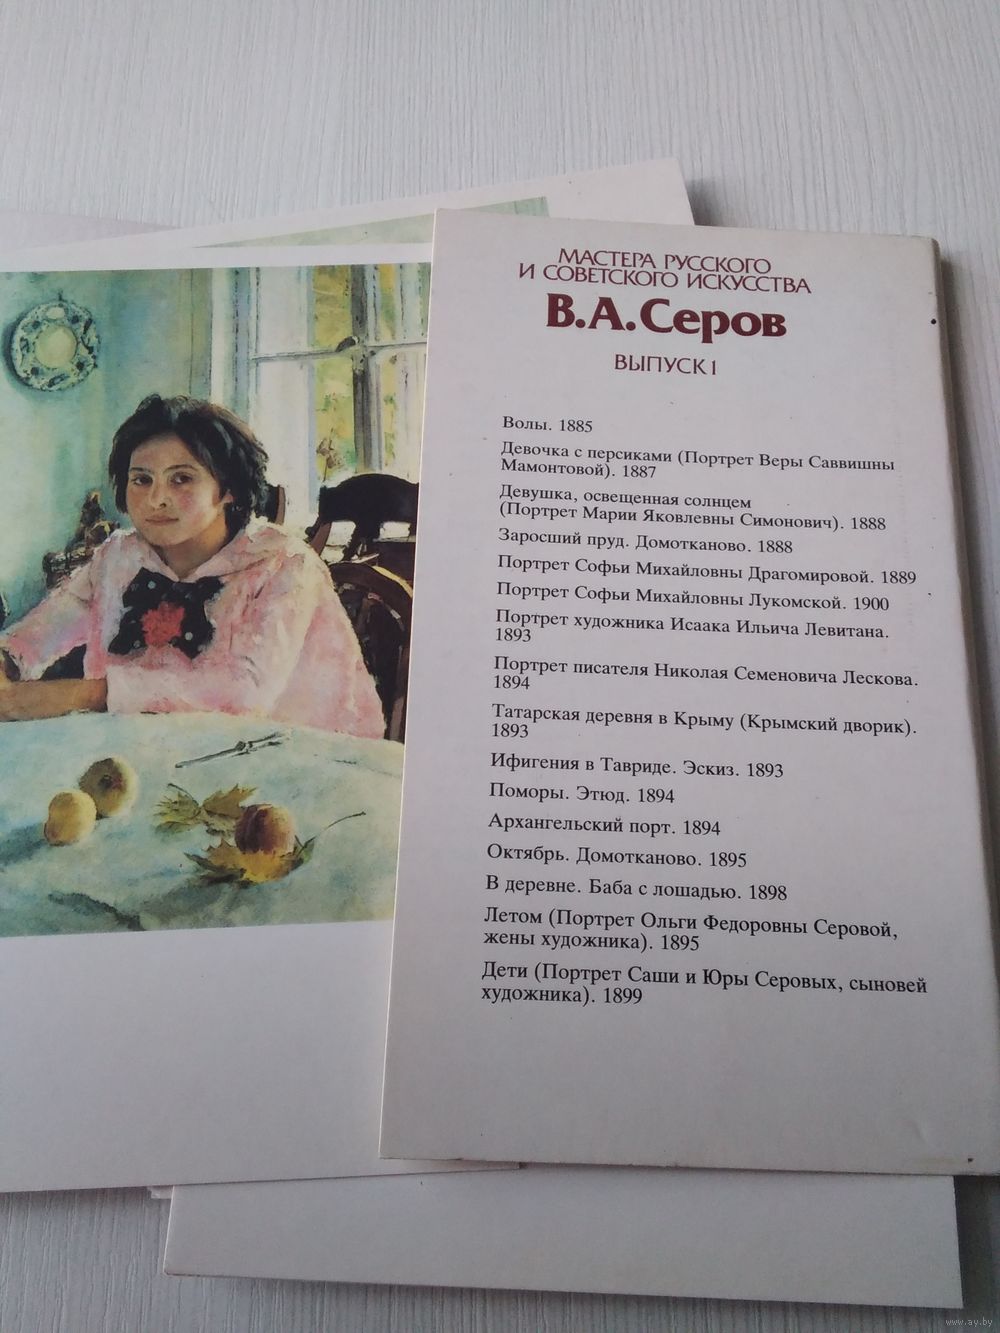 МАСТЕРА РУССКОГО
И СОВЕТСКОГО ИСКУССТВА
В.А.Серов
ВЫПУСК 1
Волы. 1885
Девочка с персиками (Портрет Веры Саввишны
Мамонтовой). 1887
Девушка, освещенная солнцем
(Портрет Марии Яковлевны Симонович). 1888
Заросший пруд. Домотканово. 1888
Портрет Софьи Михайловны Драгомировой. 1889
Портрет Софьи Михайловны Лукомской. 1900
Портрет художника Исаака Ильича Левитана.
1893
Портрет писателя Николая Семеновича Лескова.
1894
Татарская деревня в Крыму (Крымский дворик).
1893
Ифигения в Тавриде. Эскиз. 1893
Поморы. Этюд. 1894
Архангельский порт. 1894
Октябрь. Домотканово. 1895
В деревне. Баба с лошадью. 1898
Летом (Портрет Ольги Федоровны Серовой,
жены художника). 1895
Дети (Портрет Саши и Юры Серовых, сыновей
художника). 1899
www.ay.by